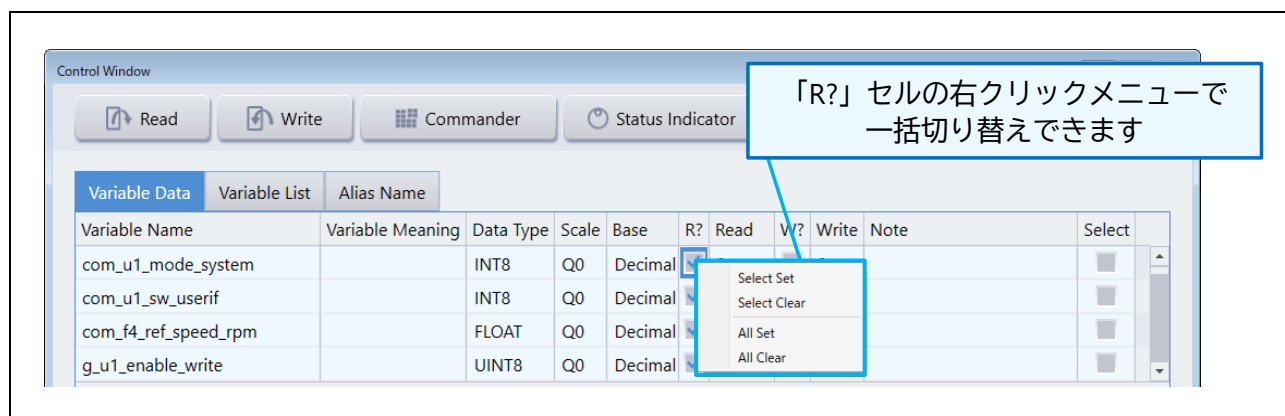 Control Window
「R?」セルの右クリックメニューで
一括切り替えできます
Read Write Commander Status Indicator
Variable Data Variable List Alias Name
Variable Name Variable Meaning Data Type Scale Base R? Read W? Write Note Select
com_u1_mode_system INT8 Q0 Decimal
com_u1_sw_userif INT8 Q0 Decimal
com_f4_ref_speed_rpm FLOAT Q0 Decimal
g_u1_enable_write UINT8 Q0 Decimal
Select Set
Select Clear
All Set
All Clear